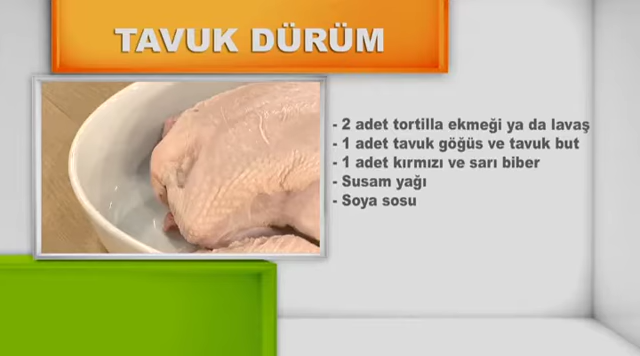 TAVUK DÜRÜM
- 2 adet tortilla ekmeği ya da lavaş
- 1 adet tavuk göğüs ve tavuk but
- 1 adet kırmızı ve sarı biber
- Susam yağı
- Soya sosu